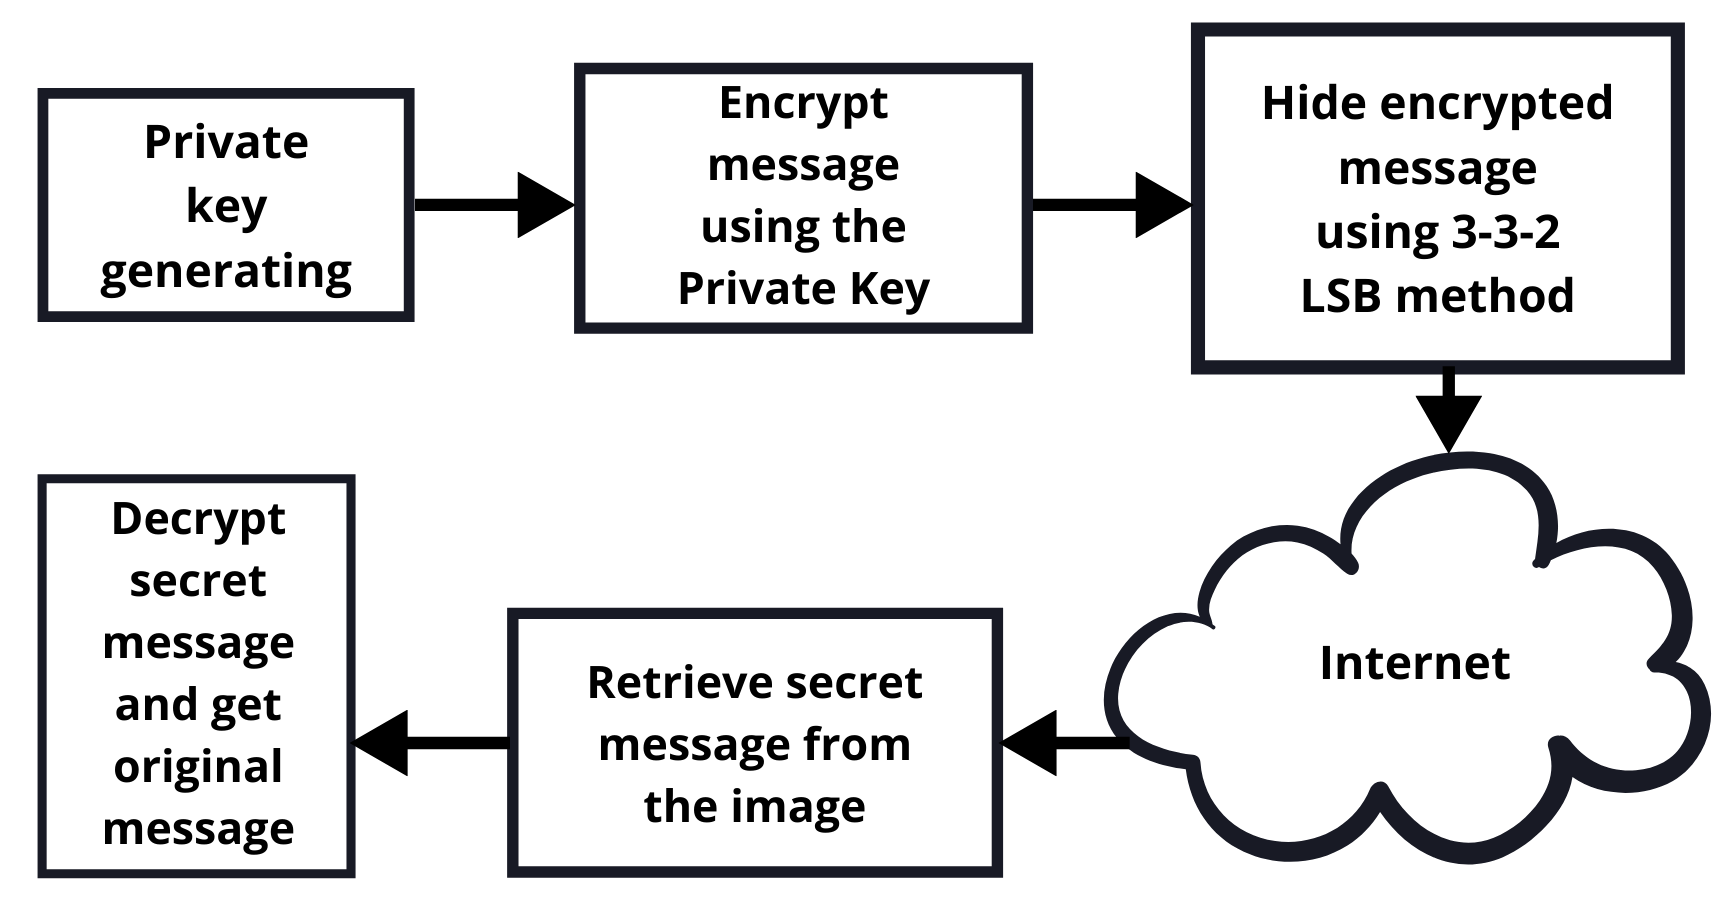 Private
key
generating
Encrypt
message
using the
Private Key
Hide encrypted
message
using 3-3-2
LSB method
Internet
Retrieve secret
message from
the image
Decrypt
secret
message
and get
original
message